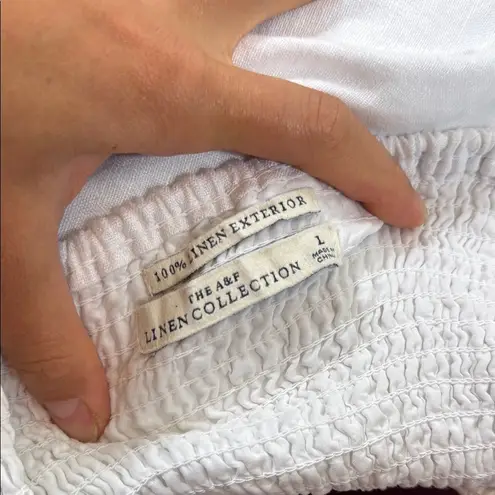 100% LINEN EXTERIOR
THE A&F
LINEN COLLECTION
L
MADE IN
CHINA